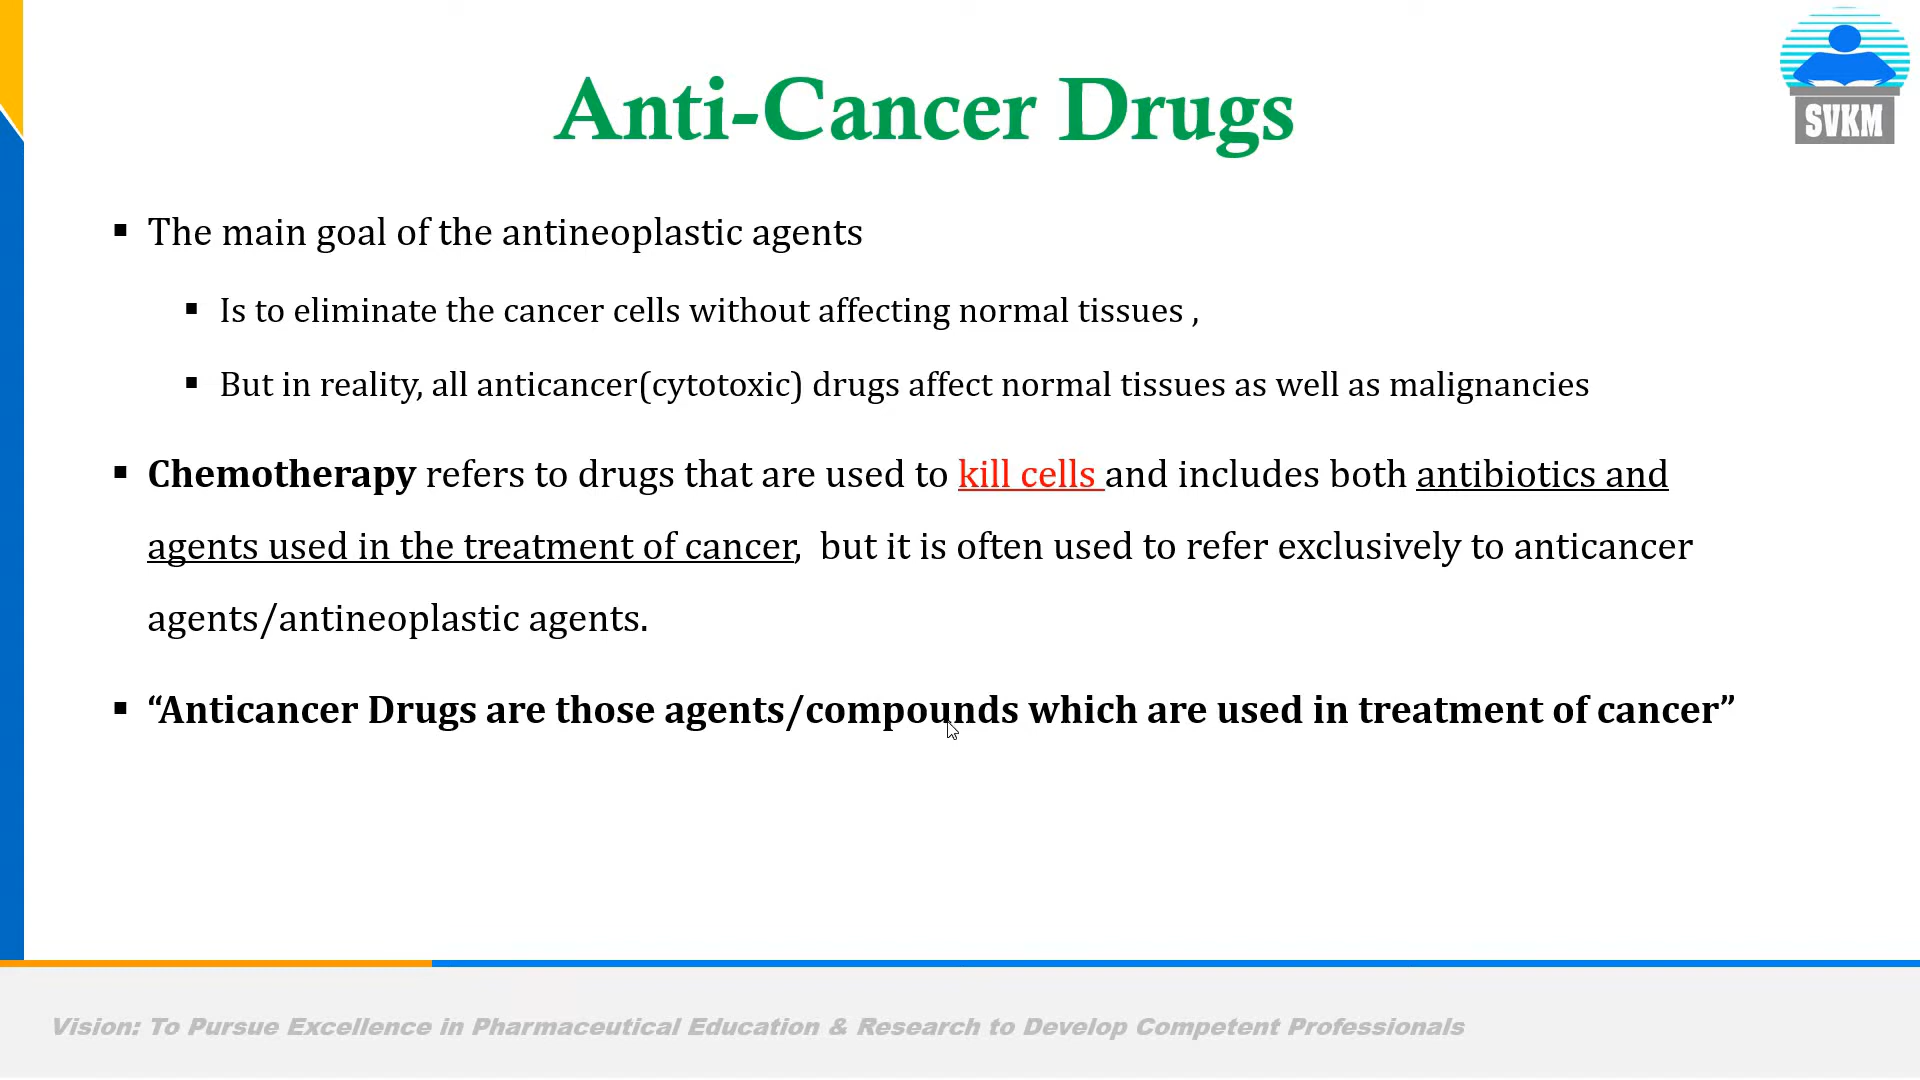 SVKM
Anti-Cancer Drugs
▪ The main goal of the antineoplastic agents
▪ Is to eliminate the cancer cells without affecting normal tissues ,
▪ But in reality, all anticancer(cytotoxic) drugs affect normal tissues as well as malignancies
▪ Chemotherapy refers to drugs that are used to kill cells and includes both antibiotics and
agents used in the treatment of cancer, but it is often used to refer exclusively to anticancer
agents/antineoplastic agents.
▪ “Anticancer Drugs are those agents/compounds which are used in treatment of cancer”
Vision: To Pursue Excellence in Pharmaceutical Education & Research to Develop Competent Professionals